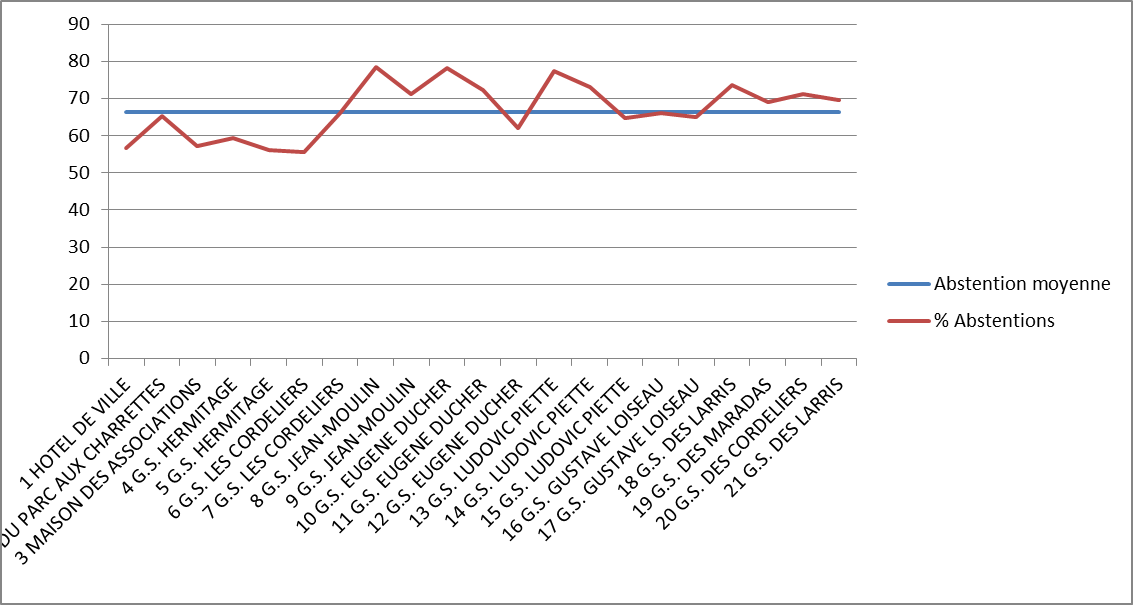 90
80
70
60
50
40
30
20
10
0
Abstention moyenne
% Abstentions
1 HOTEL DE VILLE
DU PARC AUX CHARRETTES
3 MAISON DES ASSOCIATIONS
4 G.S. HERMITAGE
5 G.S. HERMITAGE
6 G.S. LES CORDELIERS
7 G.S. LES CORDELIERS
8 G.S. JEAN-MOULIN
9 G.S. JEAN-MOULIN
10 G.S. EUGENE DUCHER
11 G.S. EUGENE DUCHER
12 G.S. EUGENE DUCHER
13 G.S. LUDOVIC PIETTE
14 G.S. LUDOVIC PIETTE
15 G.S. LUDOVIC PIETTE
16 G.S. GUSTAVE LOISEAU
17 G.S. GUSTAVE LOISEAU
18 G.S. DES LARRIS
19 G.S. DES MARADAS
20 G.S. DES CORDELIERS
21 G.S. DES LARRIS